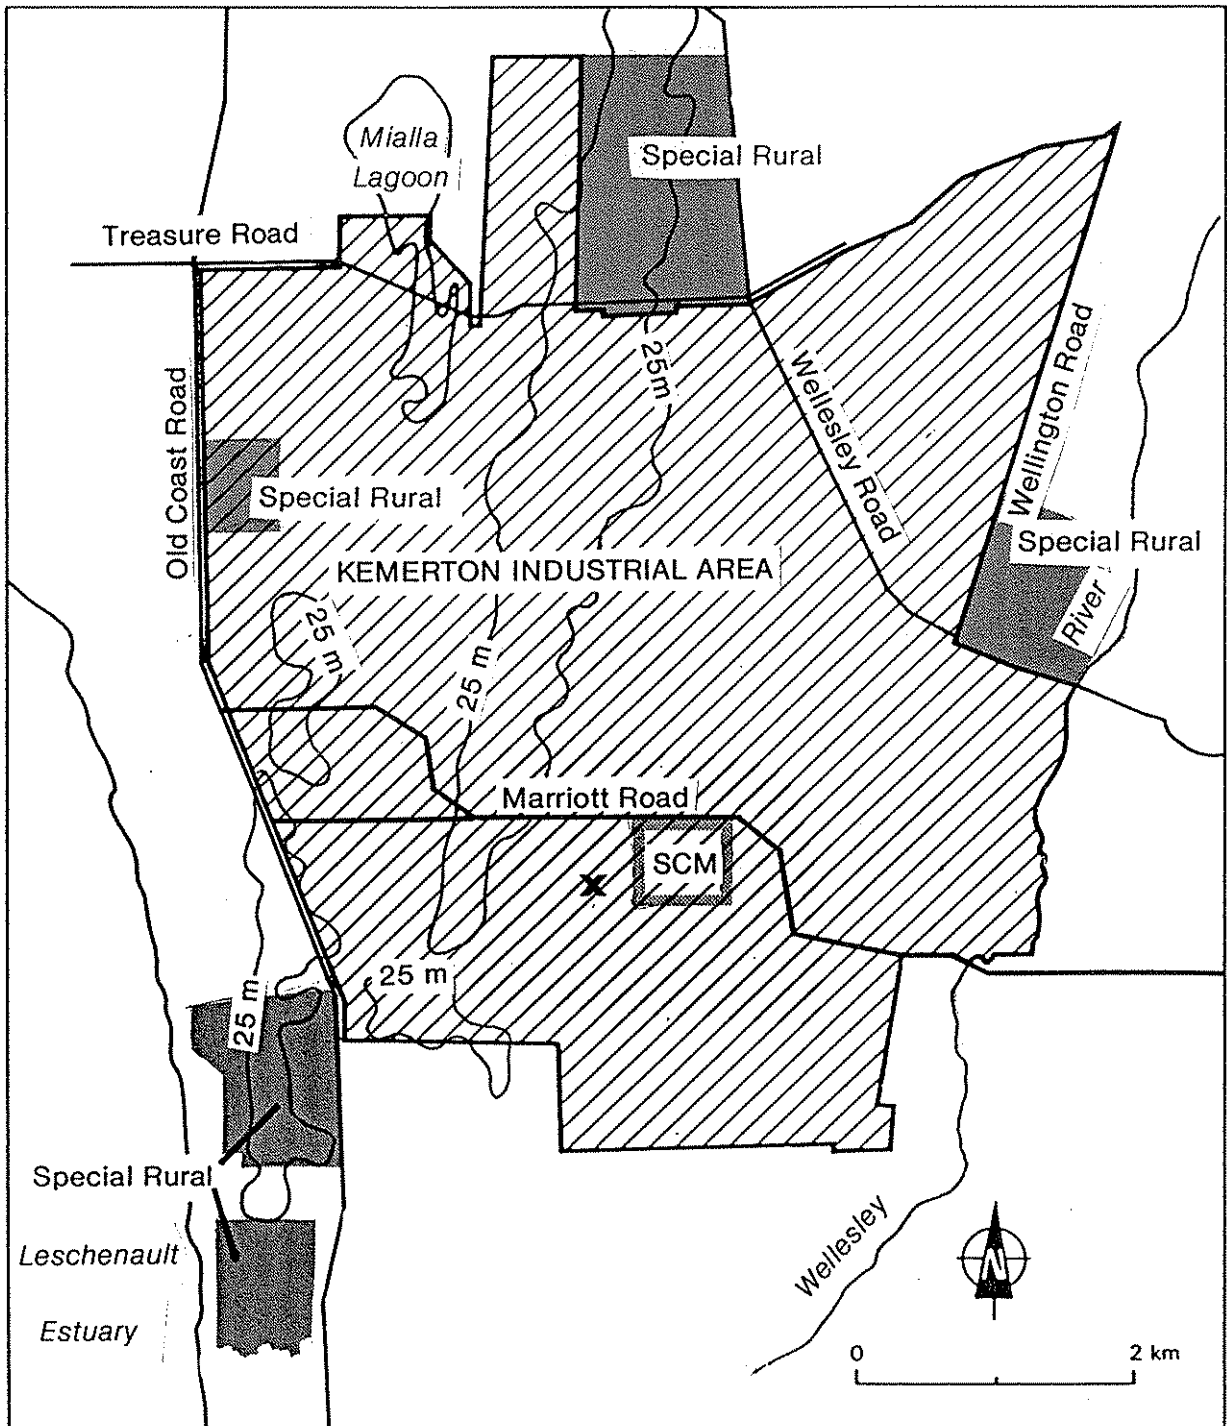 Mialla
Lagoon
Special Rural
Treasure Road
25m
Wellesley Road
Wellington Road
Old Coast Road
Special Rural
Special Rural
KEMERTON INDUSTRIAL AREA
River
25 m
25 m
Marriott Road
SCM
X
25 m
25 m
Special Rural
Wellesley
Leschenault
Estuary
N
0 2 km